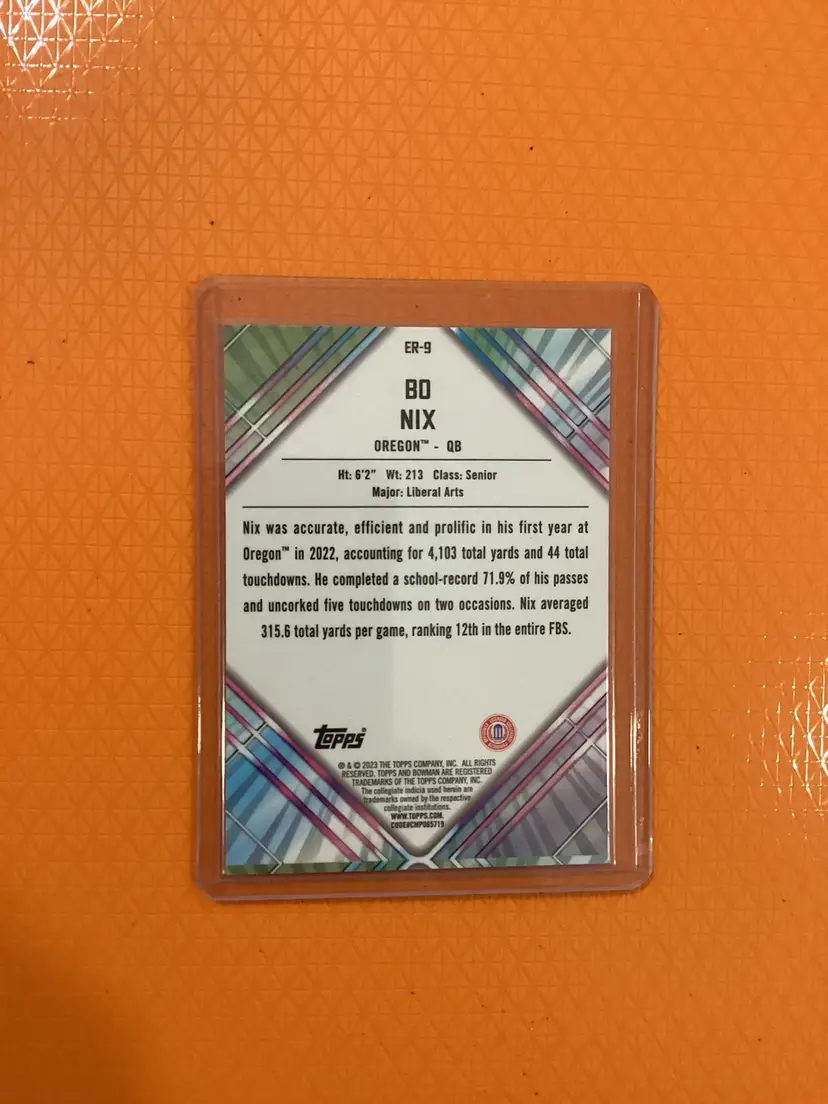 ER-9
BO
NIX
OREGON™ - QB
Ht: 6'2" Wt: 213 Class: Senior
Major: Liberal Arts
Nix was accurate, efficient and prolific in his first year at
Oregon™ in 2022, accounting for 4,103 total yards and 44 total
touchdowns. He completed a school-record 71.9% of his passes
and uncorked five touchdowns on two occasions. Nix averaged
315.6 total yards per game, ranking 12th in the entire FBS.
topps®
® & © 2023 THE TOPPS COMPANY, INC. ALL RIGHTS
RESERVED. TOPPS AND BOWMAN ARE REGISTERED
TRADEMARKS OF THE TOPPS COMPANY, INC.
The collegiate indicia used herein are
trademarks owned by the respective
collegiate institutions.
WWW.TOPPS.COM.
CODE#CMP065719